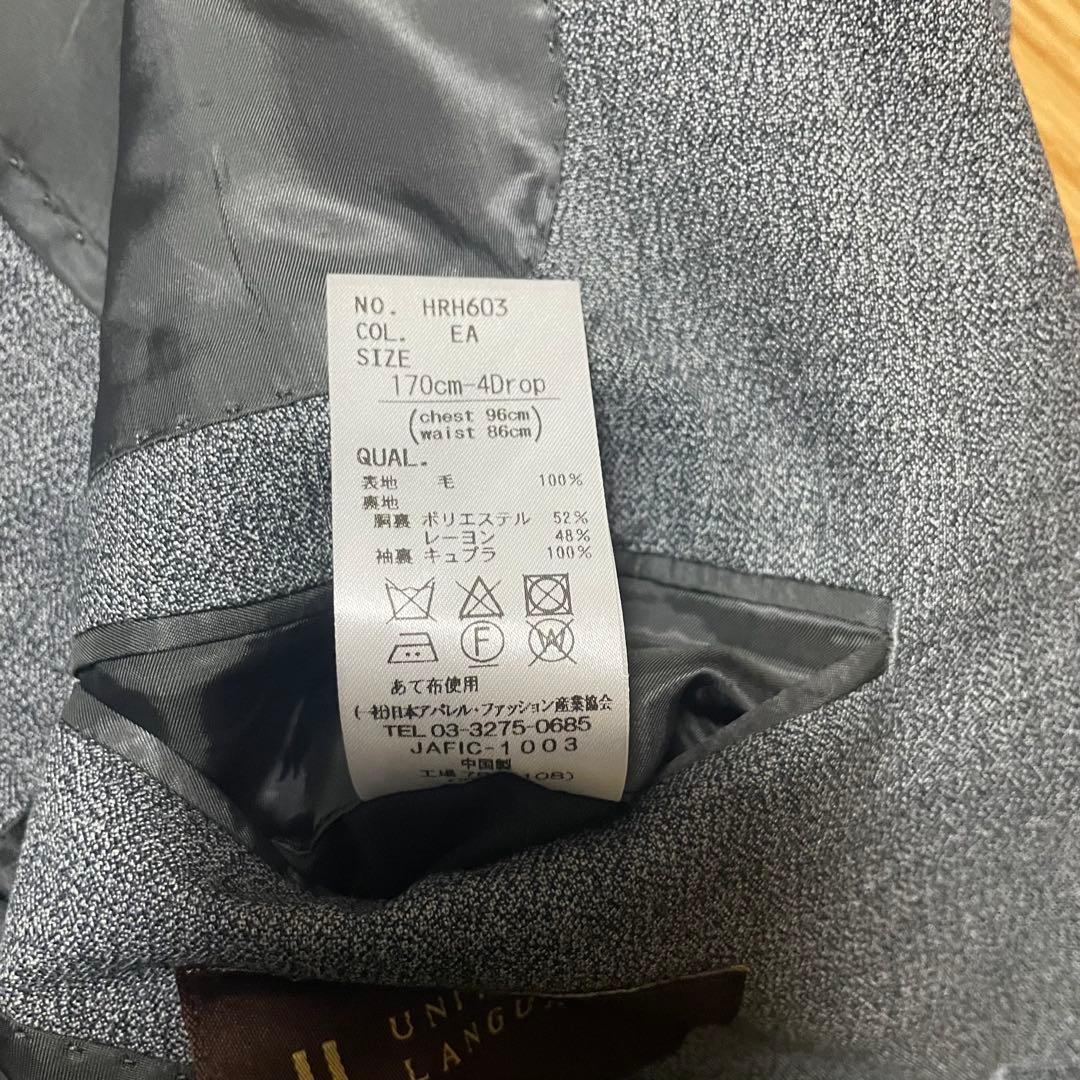 NO. HRH603
COL. EA
SIZE
170cm-4Drop
(chest 96cm
waist 86cm)
QUAL.
表地 毛 100%
裏地
胴裏 ポリエステル 52%
レーヨン 48%
袖裏 キュプラ 100%
F W
あて布使用
(一社)日本アパレル・ファッション産業協会
TEL 03-3275-0685
JAFIC-1003
中国製
工場
108)